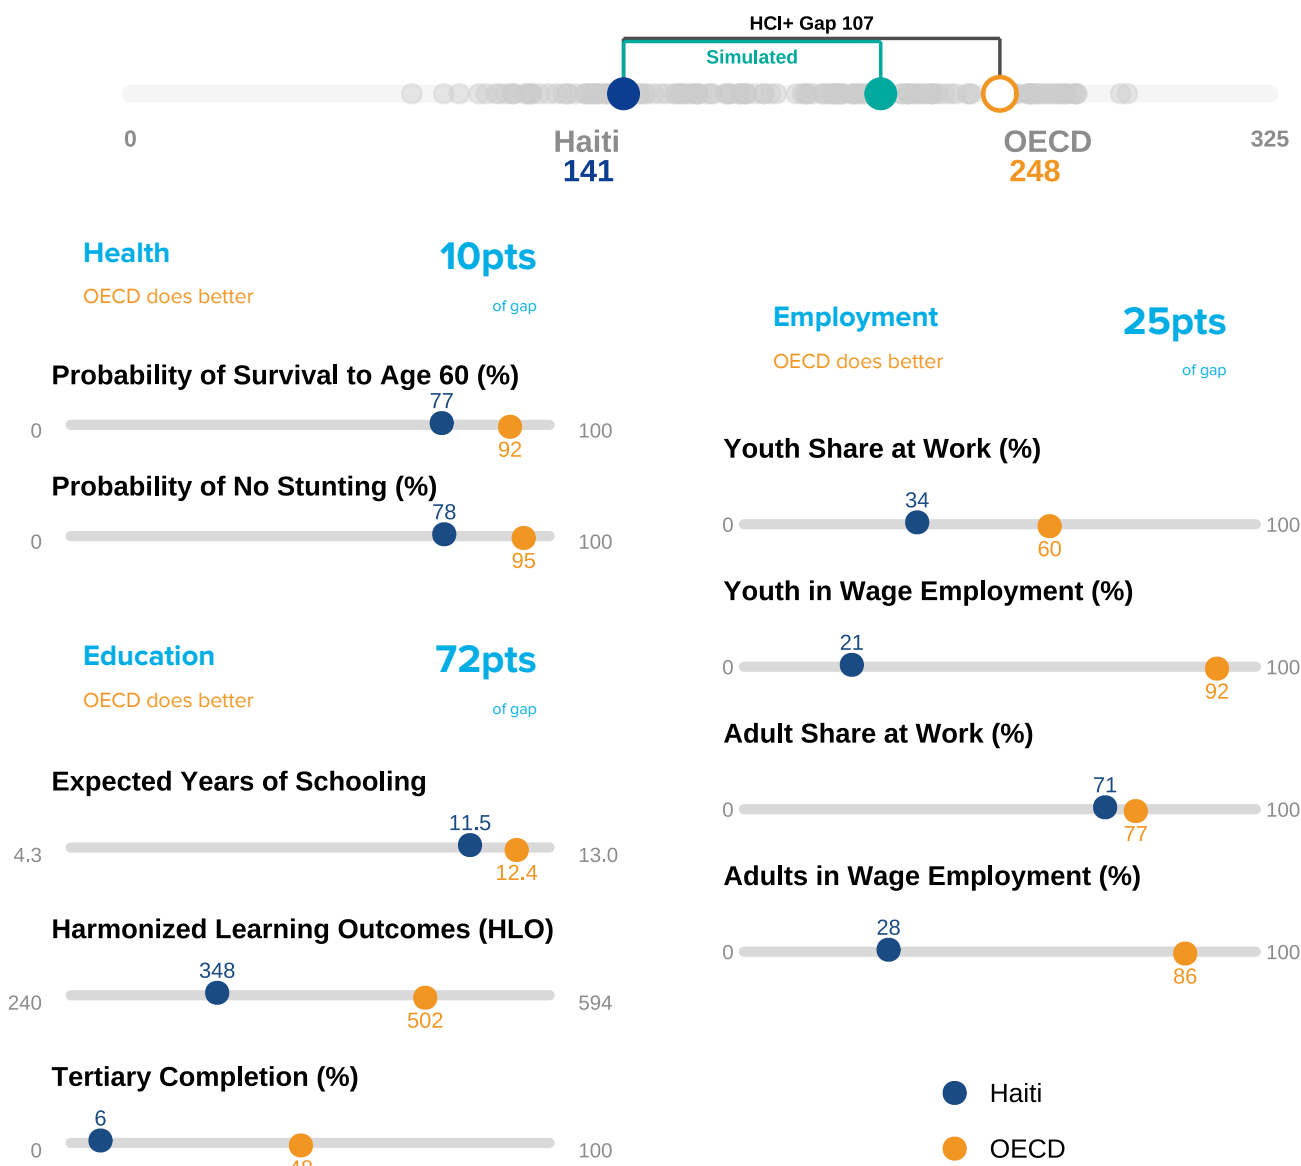 HCI+ Gap 107
Simulated
0
Haiti
141
OECD
248
325
Health
10pts
OECD does better
of gap
Probability of Survival to Age 60 (%)
77
0
100
92
Probability of No Stunting (%)
78
0
100
95
Education
72pts
OECD does better
of gap
Expected Years of Schooling
11.5
4.3
13.0
12.4
Harmonized Learning Outcomes (HLO)
348
240
594
502
Tertiary Completion (%)
6
0
100
48
Employment
25pts
OECD does better
of gap
Youth Share at Work (%)
34
0
100
60
Youth in Wage Employment (%)
21
0
100
92
Adult Share at Work (%)
71
0
100
77
Adults in Wage Employment (%)
28
0
100
86
Haiti
OECD